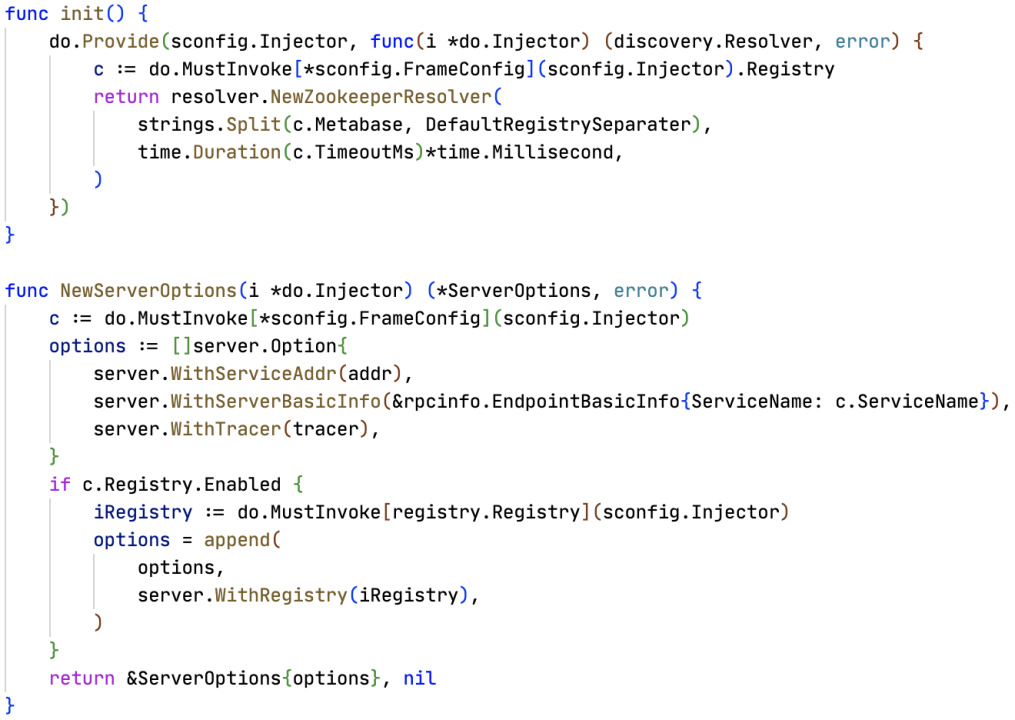 func init() {
    do.Provide(sconfig.Injector, func(i *do.Injector) (discovery.Resolver, error) {
        c := do.MustInvoke[*sconfig.FrameConfig](sconfig.Injector).Registry
        return resolver.NewZookeeperResolver(
            strings.Split(c.Metabase, DefaultRegistrySeparater),
            time.Duration(c.TimeoutMs)*time.Millisecond,
        )
    })
}

func NewServerOptions(i *do.Injector) (*ServerOptions, error) {
    c := do.MustInvoke[*sconfig.FrameConfig](sconfig.Injector)
    options := []server.Option{
        server.WithServiceAddr(addr),
        server.WithServerBasicInfo(&rpcinfo.EndpointBasicInfo{ServiceName: c.ServiceName}),
        server.WithTracer(tracer),
    }
    if c.Registry.Enabled {
        iRegistry := do.MustInvoke[registry.Registry](sconfig.Injector)
        options = append(
            options,
            server.WithRegistry(iRegistry),
        )
    }
    return &ServerOptions{options}, nil
}